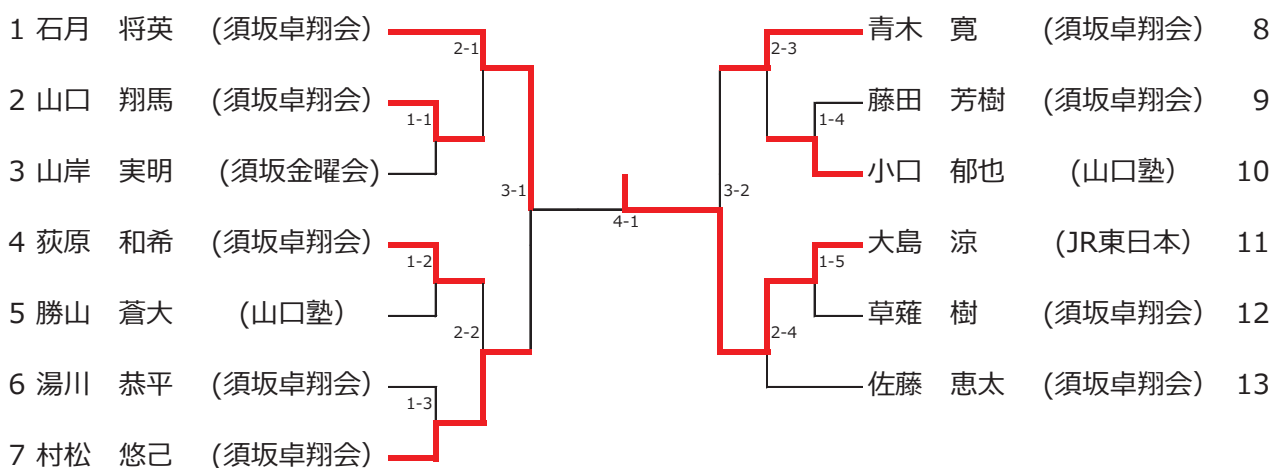 1 石月 将英 (須坂卓翔会)
2-1
2 山口 翔馬 (須坂卓翔会)
1-1
3 山岸 実明 (須坂金曜会)
3-1
4 荻原 和希 (須坂卓翔会)
1-2
5 勝山 蒼大 (山口塾)
2-2
6 湯川 恭平 (須坂卓翔会)
1-3
7 村松 悠己 (須坂卓翔会)
4-1
青木 寛 (須坂卓翔会) 8
2-3
藤田 芳樹 (須坂卓翔会) 9
1-4
小口 郁也 (山口塾) 10
3-2
大島 涼 (JR東日本) 11
1-5
草薙 樹 (須坂卓翔会) 12
2-4
佐藤 恵太 (須坂卓翔会) 13